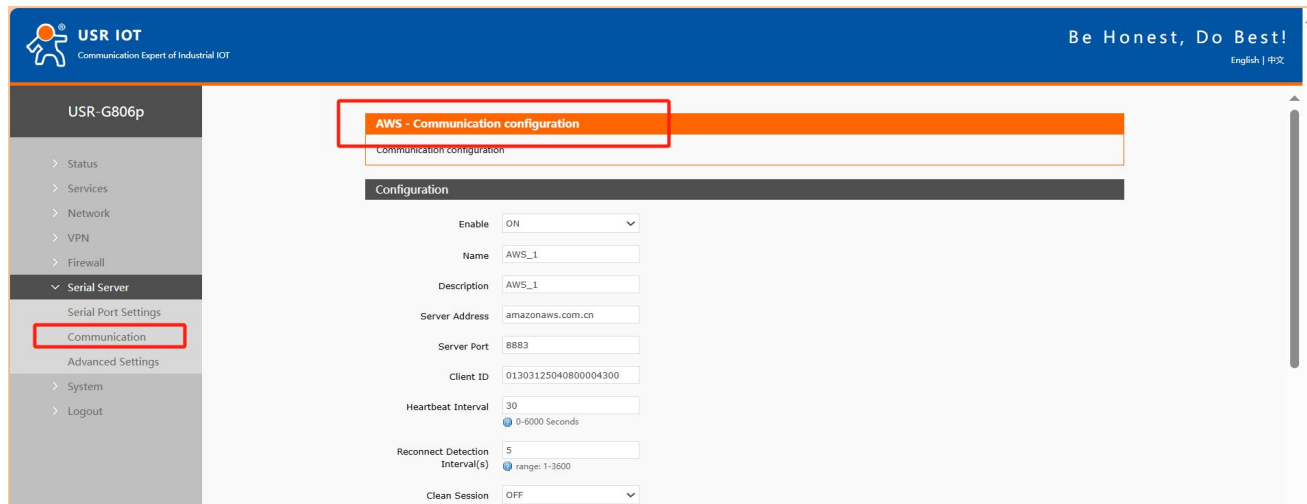 USR IOT
Communication Expert of Industrial IOT
Be Honest, Do Best!
English | 中文
USR-G806p
Status
Services
Network
VPN
Firewall
Serial Server
Serial Port Settings
Communication
Advanced Settings
System
Logout
AWS - Communication configuration
Communication configuration
Configuration
Enable ON
Name AWS_1
Description AWS_1
Server Address amazonaws.com.cn
Server Port 8883
Client ID 01303125040800004300
Heartbeat Interval 30
0-6000 Seconds
Reconnect Detection Interval(s) 5
range: 1-3600
Clean Session OFF